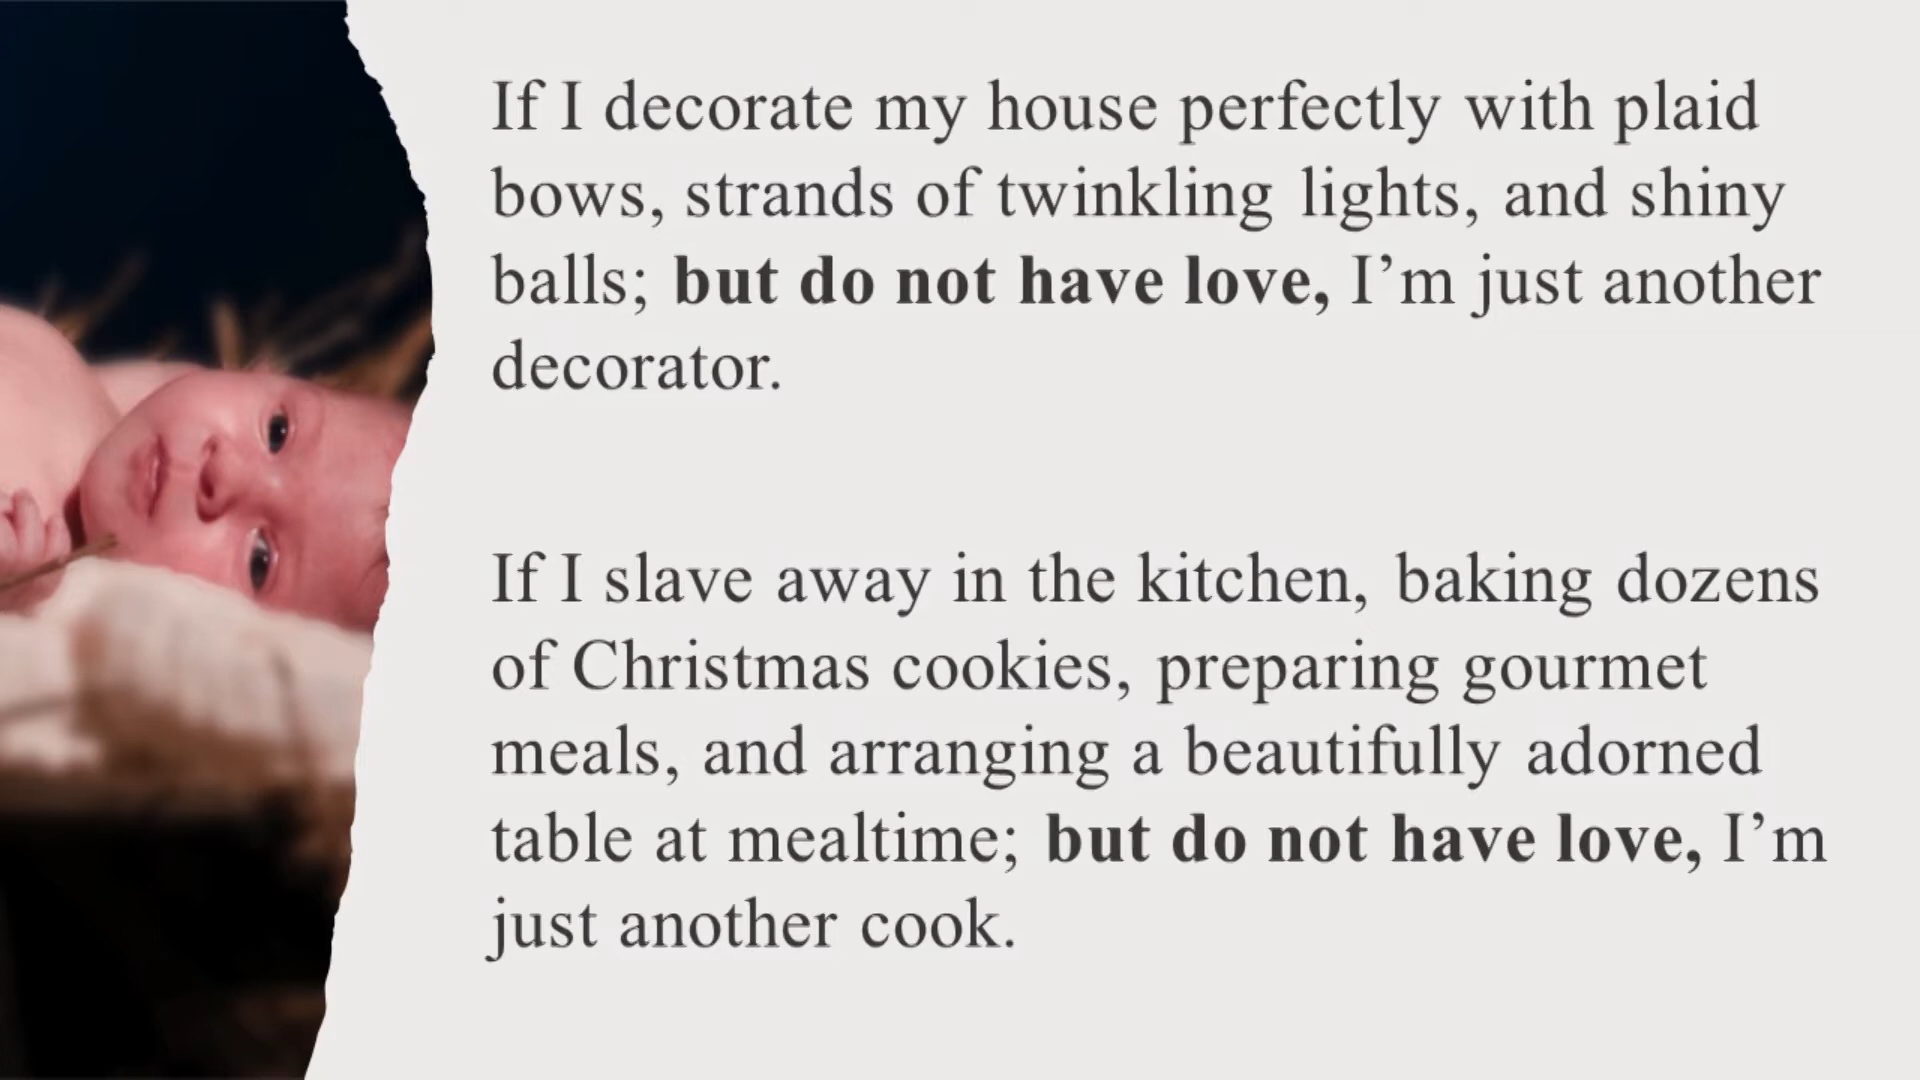 If I decorate my house perfectly with plaid
bows, strands of twinkling lights, and shiny
balls; but do not have love, I’m just another
decorator.
If I slave away in the kitchen, baking dozens
of Christmas cookies, preparing gourmet
meals, and arranging a beautifully adorned
table at mealtime; but do not have love, I’m
just another cook.